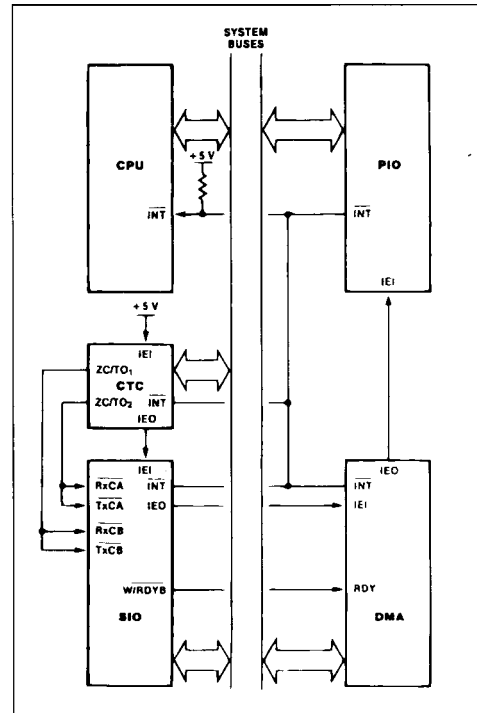 SYSTEM
BUSES
CPU
+5 V
INT
PIO
INT
IEI
+5 V
IEI
ZC/TO₁
CTC
ZC/TO₂
INT
IEO
IEI
RxCA
INT
TxCA
IEO
RxCB
TxCB
W/RDYB
SIO
IEO
INT
IEI
RDY
DMA